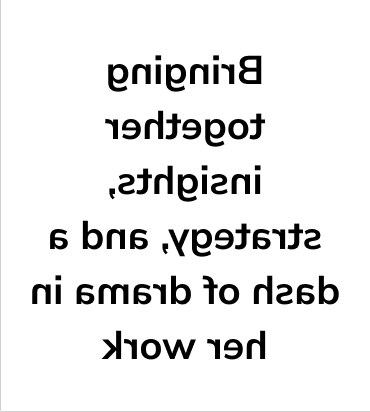 Bringing
together
insights,
strategy, and a
dash of drama in
her work